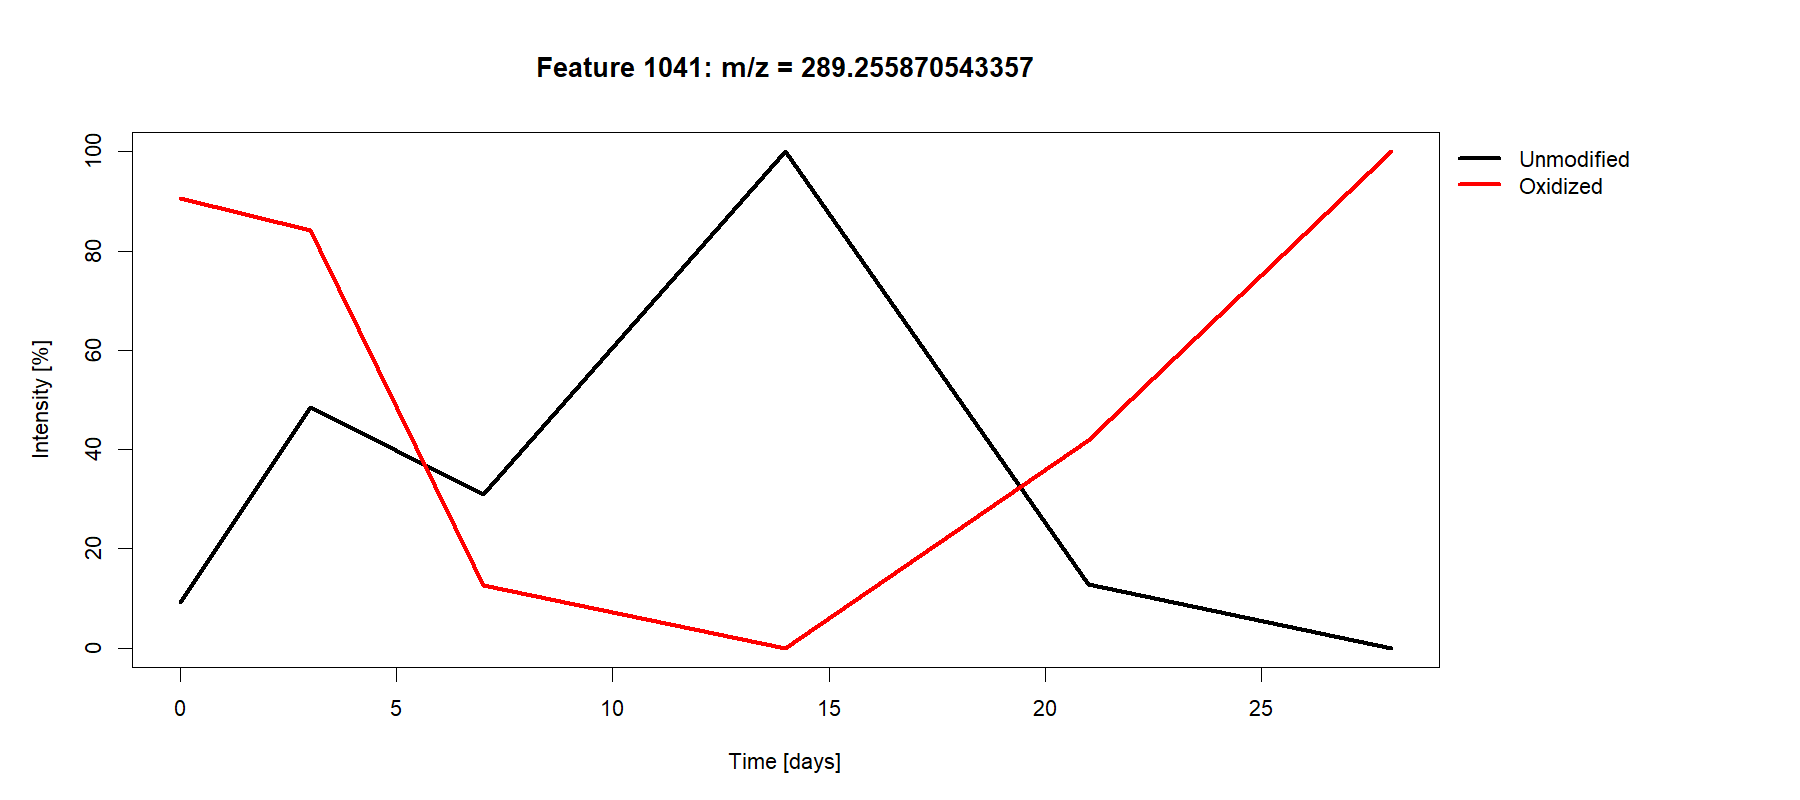 Feature 1041: m/z = 289.255870543357
Unmodified
Oxidized
Intensity [%]
100
80
60
40
20
0
0 5 10 15 20 25
Time [days]